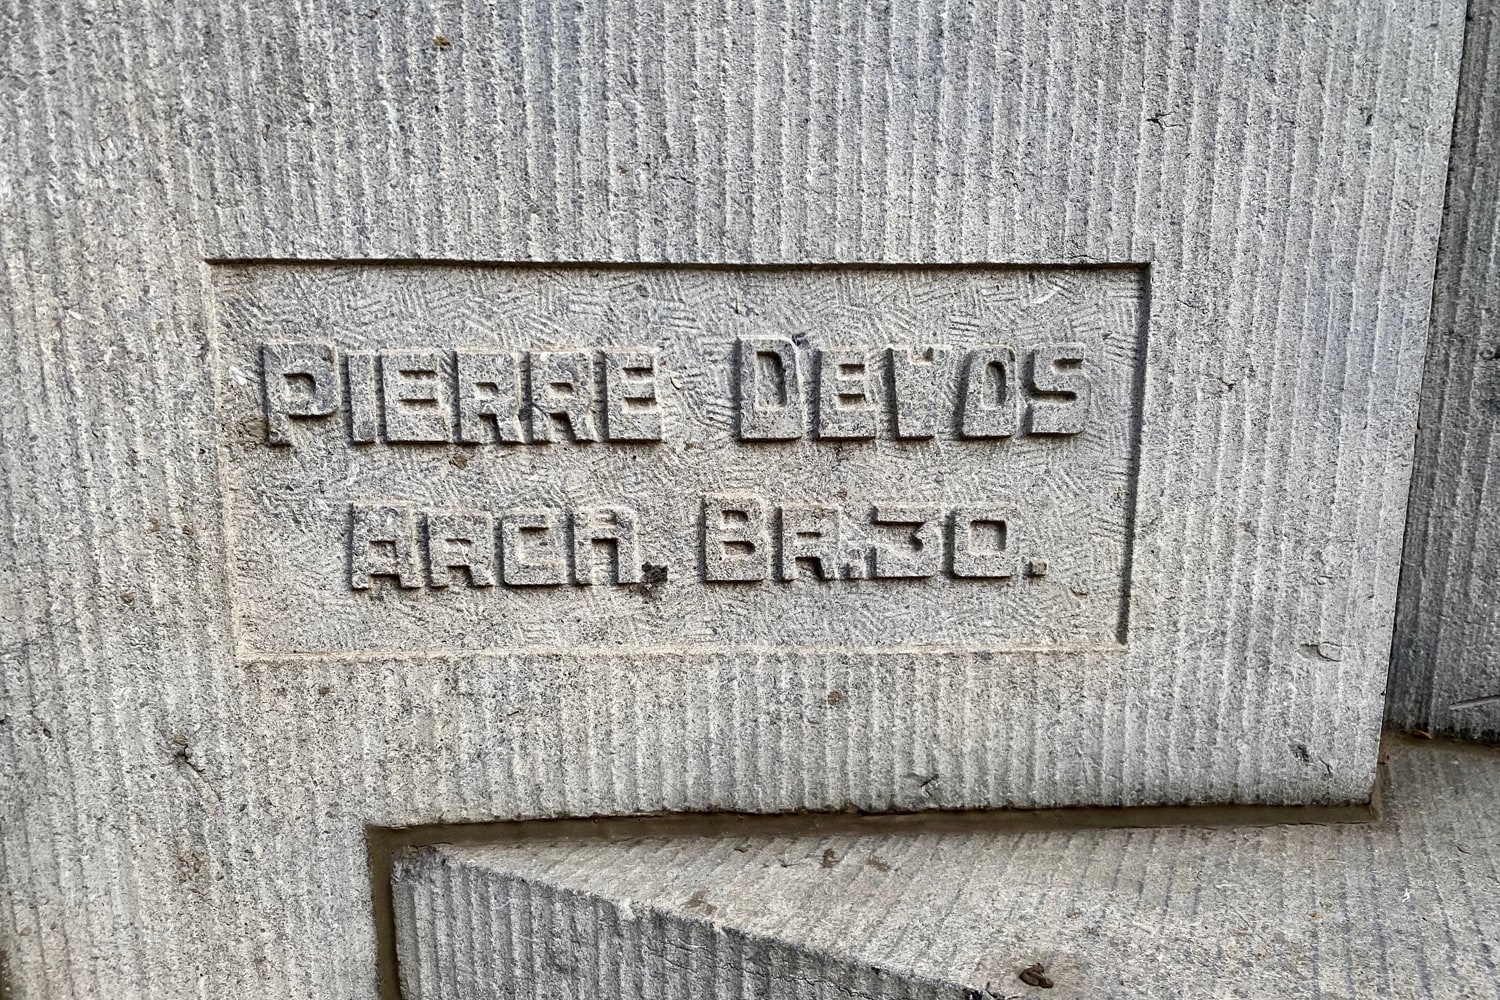 PIERRE DEVOS
ARCH. BR.30.